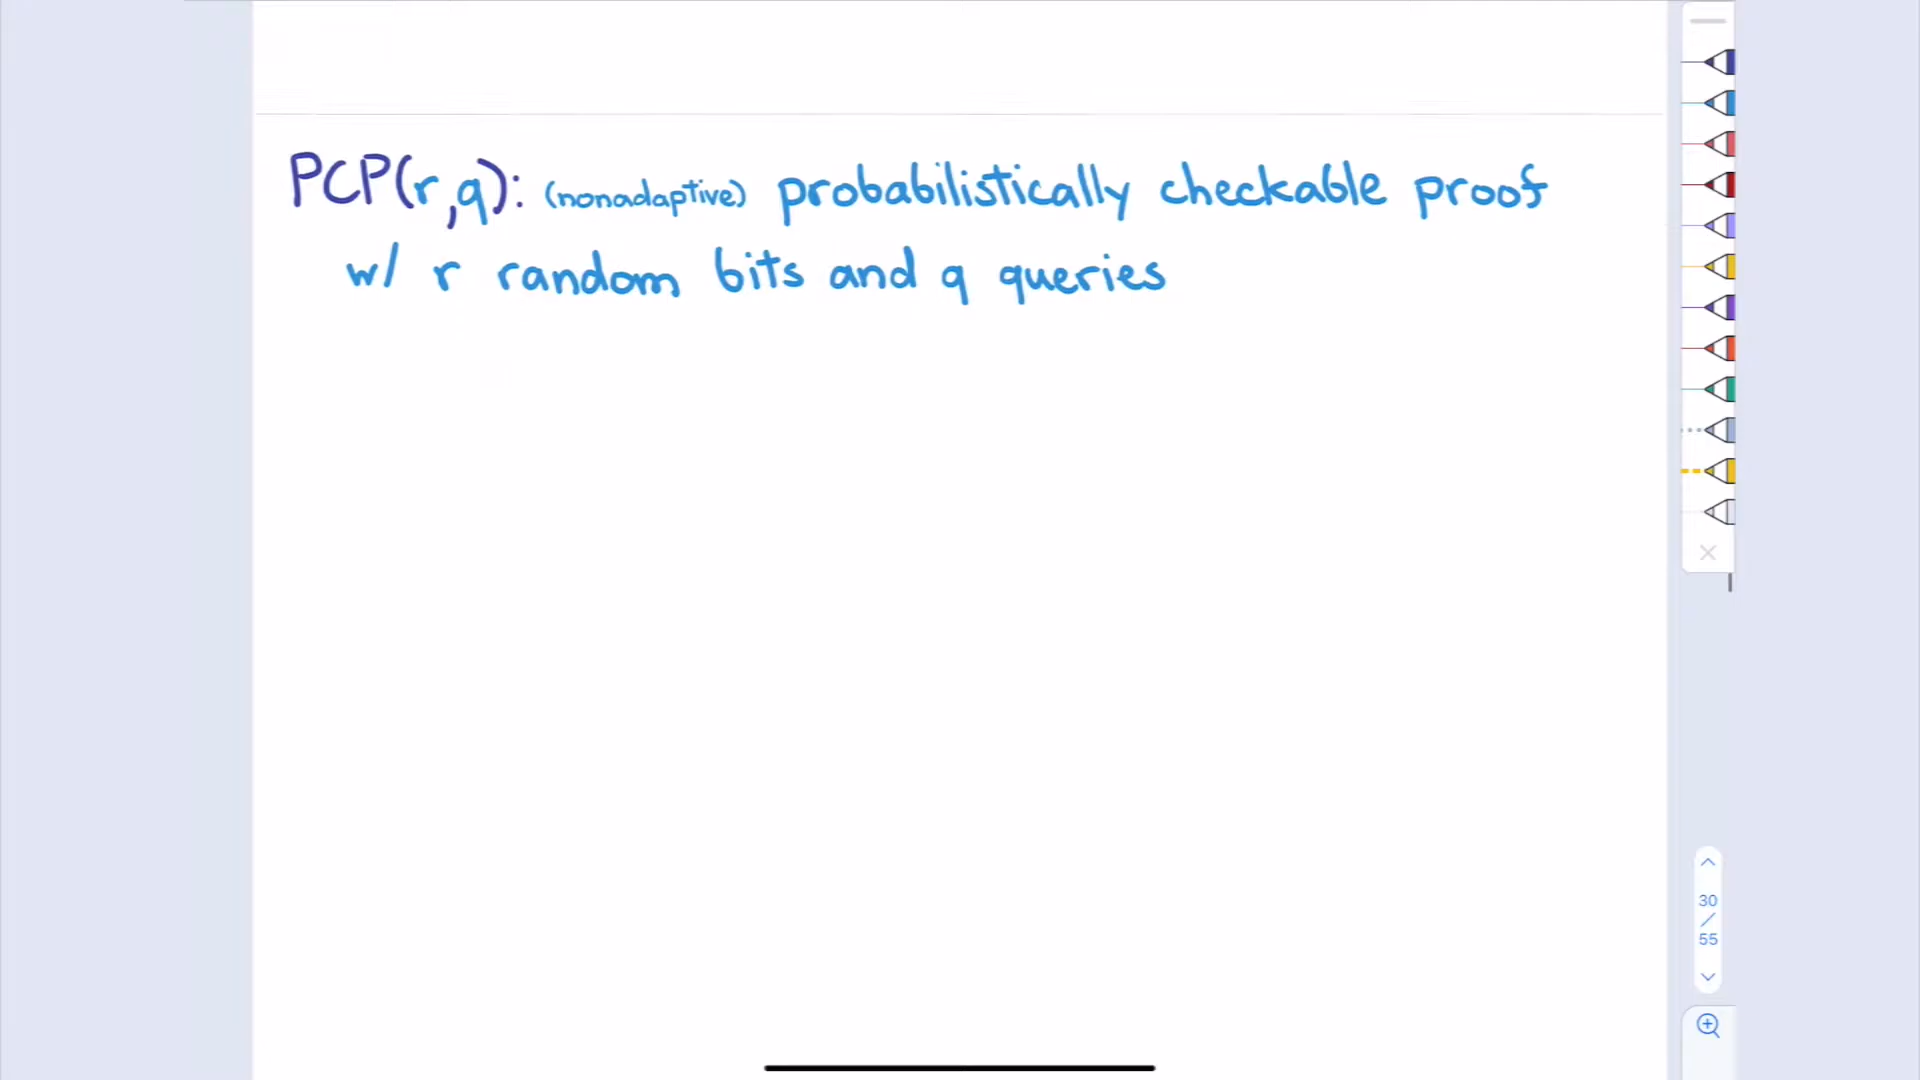 PCP(r,q): (nonadaptive) probabilistically checkable proof
w/ r random bits and q queries
30
/
55